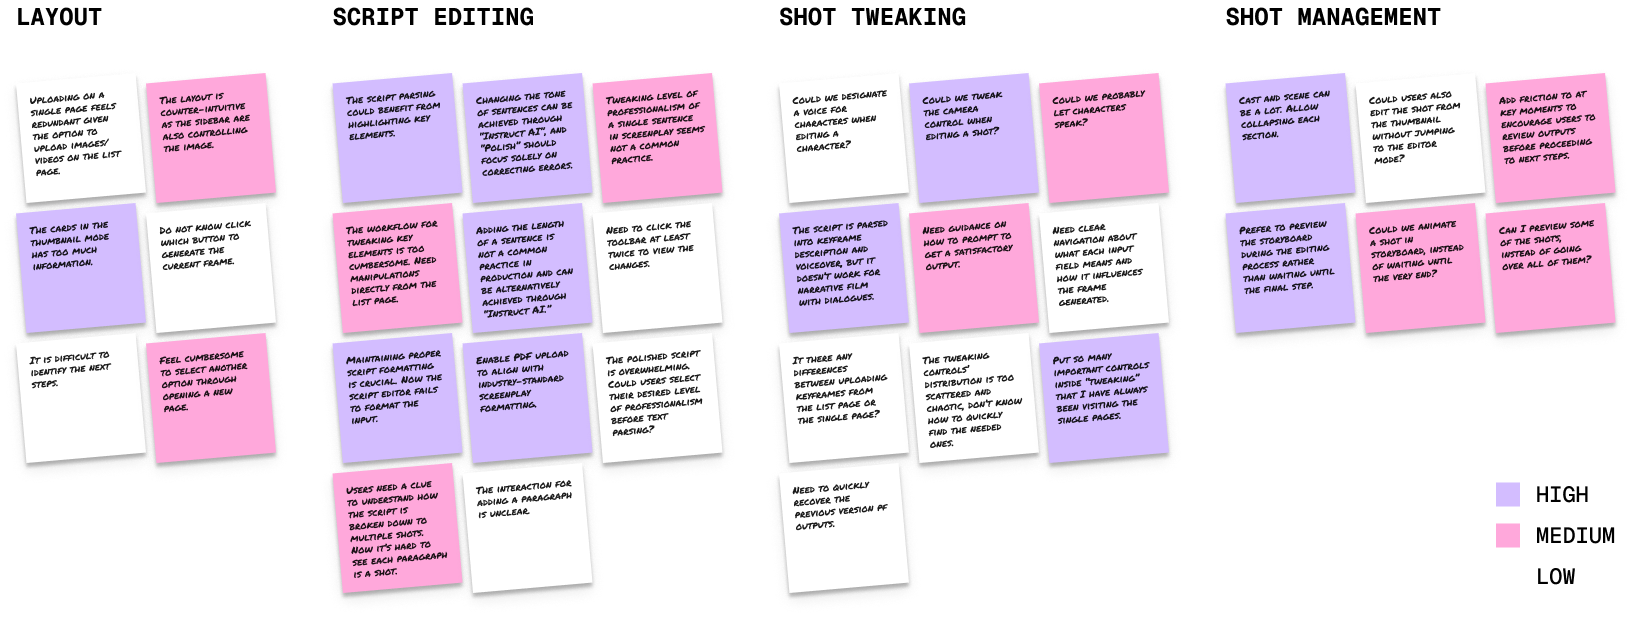 LAYOUT
UPLOADING ON A
SINGLE PAGE FEELS
REDUNDANT GIVEN
THE OPTION TO
UPLOAD IMAGES/
VIDEOS ON THE LIST
PAGE.
THE LAYOUT IS
COUNTER-INTUITIVE
AS THE SIDEBAR ARE
ALSO CONTROLLING
THE IMAGE.
THE CARDS IN THE
THUMBNAIL MODE
HAS TOO MUCH
INFORMATION.
DO NOT KNOW CLICK
WHICH BUTTON TO
GENERATE THE
CURRENT FRAME.
IT IS DIFFICULT TO
IDENTIFY THE NEXT
STEPS.
FEEL CUMBERSOME
TO SELECT ANOTHER
OPTION THROUGH
OPENING A NEW
PAGE.
SCRIPT EDITING
THE SCRIPT PARSING
COULD BENEFIT FROM
HIGHLIGHTING KEY
ELEMENTS.
CHANGING THE TONE
OF SENTENCES CAN BE
ACHIEVED THROUGH
"INSTRUCT AI", AND
"POLISH" SHOULD
FOCUS SOLELY ON
CORRECTING ERRORS.
TWEAKING LEVEL OF
PROFESSIONALISM OF
A SINGLE SENTENCE
IN SCREENPLAY SEEMS
NOT A COMMON
PRACTICE.
THE WORKFLOW FOR
TWEAKING KEY
ELEMENTS IS TOO
CUMBERSOME. NEED
MANIPULATIONS
DIRECTLY FROM THE
LIST PAGE.
ADDING THE LENGTH
OF A SENTENCE IS
NOT A COMMON
PRACTICE IN
PRODUCTION AND CAN
BE ALTERNATIVELY
ACHIEVED THROUGH
"INSTRUCT AI."
NEED TO CLICK THE
TOOLBAR AT LEAST
TWICE TO VIEW THE
CHANGES.
MAINTAINING PROPER
SCRIPT FORMATTING
IS CRUCIAL. NOW THE
SCRIPT EDITOR FAILS
TO FORMAT THE
INPUT.
ENABLE PDF UPLOAD
TO ALIGN WITH
INDUSTRY-STANDARD
SCREENPLAY
FORMATTING.
THE POLISHED SCRIPT
IS OVERWHELMING.
COULD USERS SELECT
THEIR DESIRED LEVEL
OF PROFESSIONALISM
BEFORE TEXT
PARSING?
USERS NEED A CLUE
TO UNDERSTAND HOW
THE SCRIPT IS
BROKEN DOWN TO
MULTIPLE SHOTS.
NOW IT'S HARD TO
SEE EACH PARAGRAPH
IS A SHOT.
THE INTERACTION FOR
ADDING A PARAGRAPH
IS UNCLEAR.
SHOT TWEAKING
COULD WE DESIGNATE
A VOICE FOR
CHARACTERS WHEN
EDITING A
CHARACTER?
COULD WE TWEAK
THE CAMERA
CONTROL WHEN
EDITING A SHOT?
COULD WE PROBABLY
LET CHARACTERS
SPEAK?
THE SCRIPT IS PARSED
INTO KEYFRAME
DESCRIPTION AND
VOICEOVER, BUT IT
DOESN'T WORK FOR
NARRATIVE FILM
WITH DIALOGUES.
NEED GUIDANCE ON
HOW TO PROMPT TO
GET A SATISFACTORY
OUTPUT.
NEED CLEAR
NAVIGATION ABOUT
WHAT EACH INPUT
FIELD MEANS AND
HOW IT INFLUENCES
THE FRAME
GENERATED.
IT THERE ANY
DIFFERENCES
BETWEEN UPLOADING
KEYFRAMES FROM
THE LIST PAGE OR
THE SINGLE PAGE?
THE TWEAKING
CONTROLS'
DISTRIBUTION IS TOO
SCATTERED AND
CHAOTIC, DON'T KNOW
HOW TO QUICKLY
FIND THE NEEDED
ONES.
PUT SO MANY
IMPORTANT CONTROLS
INSIDE "TWEAKING"
THAT I HAVE ALWAYS
BEEN VISITING THE
SINGLE PAGES.
NEED TO QUICKLY
RECOVER THE
PREVIOUS VERSION PF
OUTPUTS.
SHOT MANAGEMENT
CAST AND SCENE CAN
BE A LOT. ALLOW
COLLAPSING EACH
SECTION.
COULD USERS ALSO
EDIT THE SHOT FROM
THE THUMBNAIL
WITHOUT JUMPING
TO THE EDITOR
MODE?
ADD FRICTION TO AT
KEY MOMENTS TO
ENCOURAGE USERS TO
REVIEW OUTPUTS
BEFORE PROCEEDING
TO NEXT STEPS.
PREFER TO PREVIEW
THE STORYBOARD
DURING THE EDITING
PROCESS RATHER
THAN WAITING UNTIL
THE FINAL STEP.
COULD WE ANIMATE
A SHOT IN
STORYBOARD, INSTEAD
OF WAITING UNTIL
THE VERY END?
CAN I PREVIEW SOME
OF THE SHOTS,
INSTEAD OF GOING
OVER ALL OF THEM?
HIGH
MEDIUM
LOW